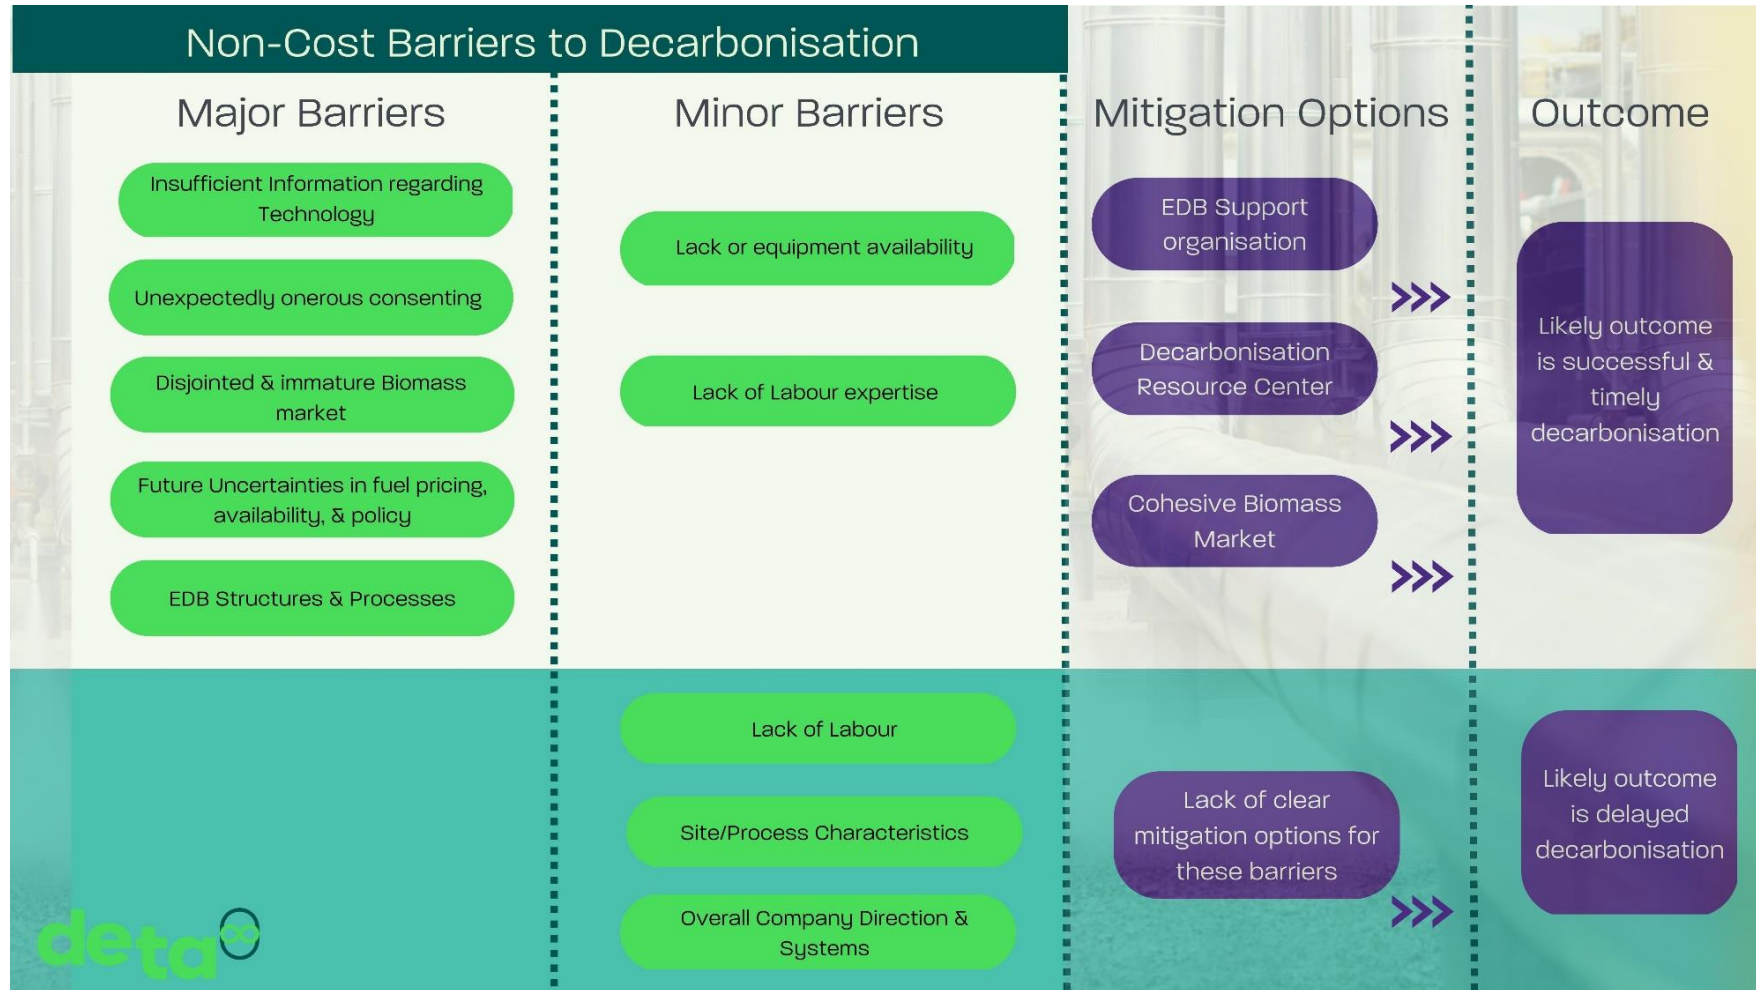 Non-Cost Barriers to Decarbonisation
Major Barriers
Insufficient Information regarding
Technology
Unexpectedly onerous consenting
Disjointed & immature Biomass
market
Future Uncertainties in fuel pricing,
availability, & policy
EDB Structures & Processes
Minor Barriers
Lack or equipment availability
Lack of Labour expertise
Lack of Labour
Site/Process Characteristics
Overall Company Direction &
Systems
Mitigation Options
EDB Support
organisation
Decarbonisation
Resource Center
Cohesive Biomass
Market
Lack of clear
mitigation options for
these barriers
Outcome
Likely outcome
is successful &
timely
decarbonisation
Likely outcome
is delayed
decarbonisation
deta